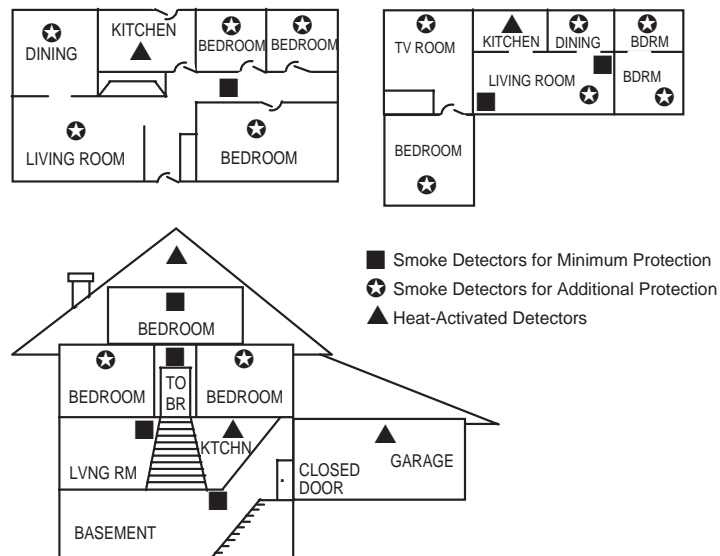 DINING
KITCHEN
BEDROOM
BEDROOM
LIVING ROOM
BEDROOM
TV ROOM
KITCHEN
DINING
BDRM
LIVING ROOM
BDRM
BEDROOM
Smoke Detectors for Minimum Protection
Smoke Detectors for Additional Protection
Heat-Activated Detectors
BEDROOM
BEDROOM
TO
BR
BEDROOM
LVNG RM
KTCHN
CLOSED
DOOR
GARAGE
BASEMENT